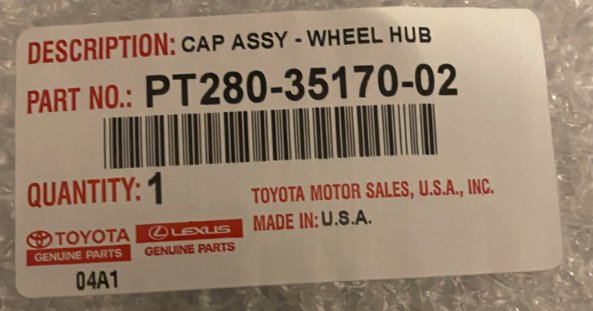 DESCRIPTION: CAP ASSY - WHEEL HUB
PART NO.: PT280-35170-02
QUANTITY: 1
TOYOTA MOTOR SALES, U.S.A., INC.
MADE IN: U.S.A.
TOYOTA
GENUINE PARTS
LEXUS
GENUINE PARTS
04A1